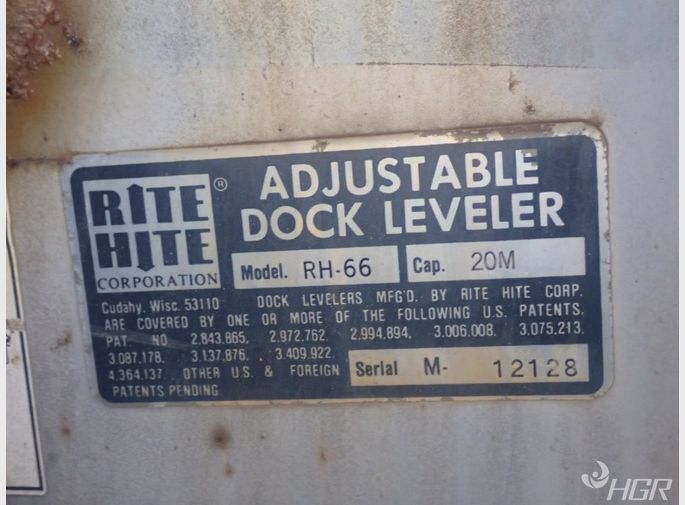 RITE HITE
CORPORATION
®
ADJUSTABLE
DOCK LEVELER
Model. RH-66
Cap. 20M
Cudahy. Wisc. 53110 DOCK LEVELERS MFG'D. BY RITE HITE CORP.
ARE COVERED BY ONE OR MORE OF THE FOLLOWING U.S. PATENTS.
PAT. NO 2.843.865, 2.972.762. 2.994.894, 3.006.008, 3.075.213.
3.087.178, 3.137.876, 3.409.922,
4.364.137. OTHER U.S. & FOREIGN
PATENTS PENDING
Serial M- 12128
HGR